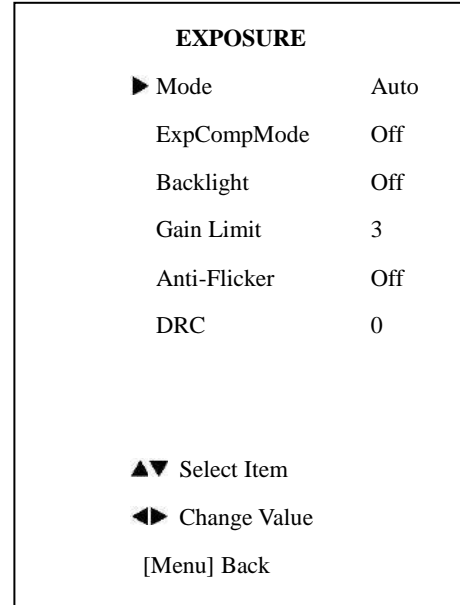 EXPOSURE
▶ Mode Auto
ExpCompMode Off
Backlight Off
Gain Limit 3
Anti-Flicker Off
DRC 0
▲▼ Select Item
◀▶ Change Value
[Menu] Back